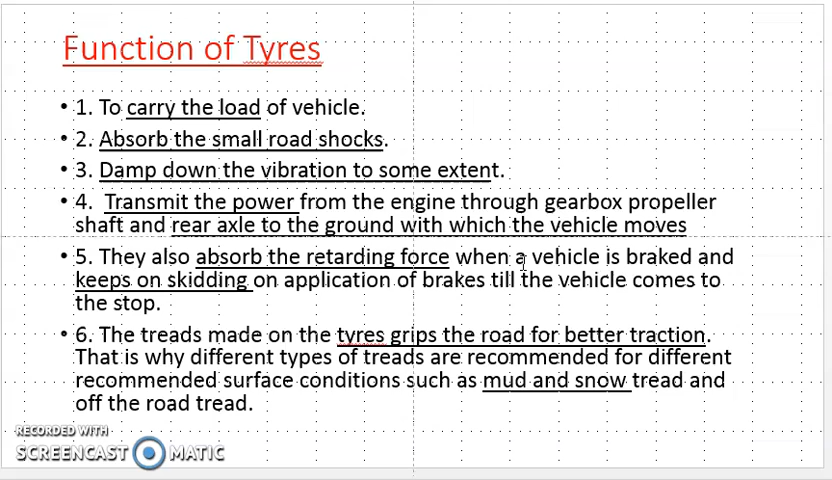 Function of Tyres
• 1. To carry the load of vehicle.
• 2. Absorb the small road shocks.
• 3. Damp down the vibration to some extent.
• 4. Transmit the power from the engine through gearbox propeller
shaft and rear axle to the ground with which the vehicle moves
• 5. They also absorb the retarding force when a vehicle is braked and
keeps on skidding on application of brakes till the vehicle comes to
the stop.
• 6. The treads made on the tyres grips the road for better traction.
That is why different types of treads are recommended for different
recommended surface conditions such as mud and snow tread and
off the road tread.
RECORDED WITH
SCREENCAST MATIC